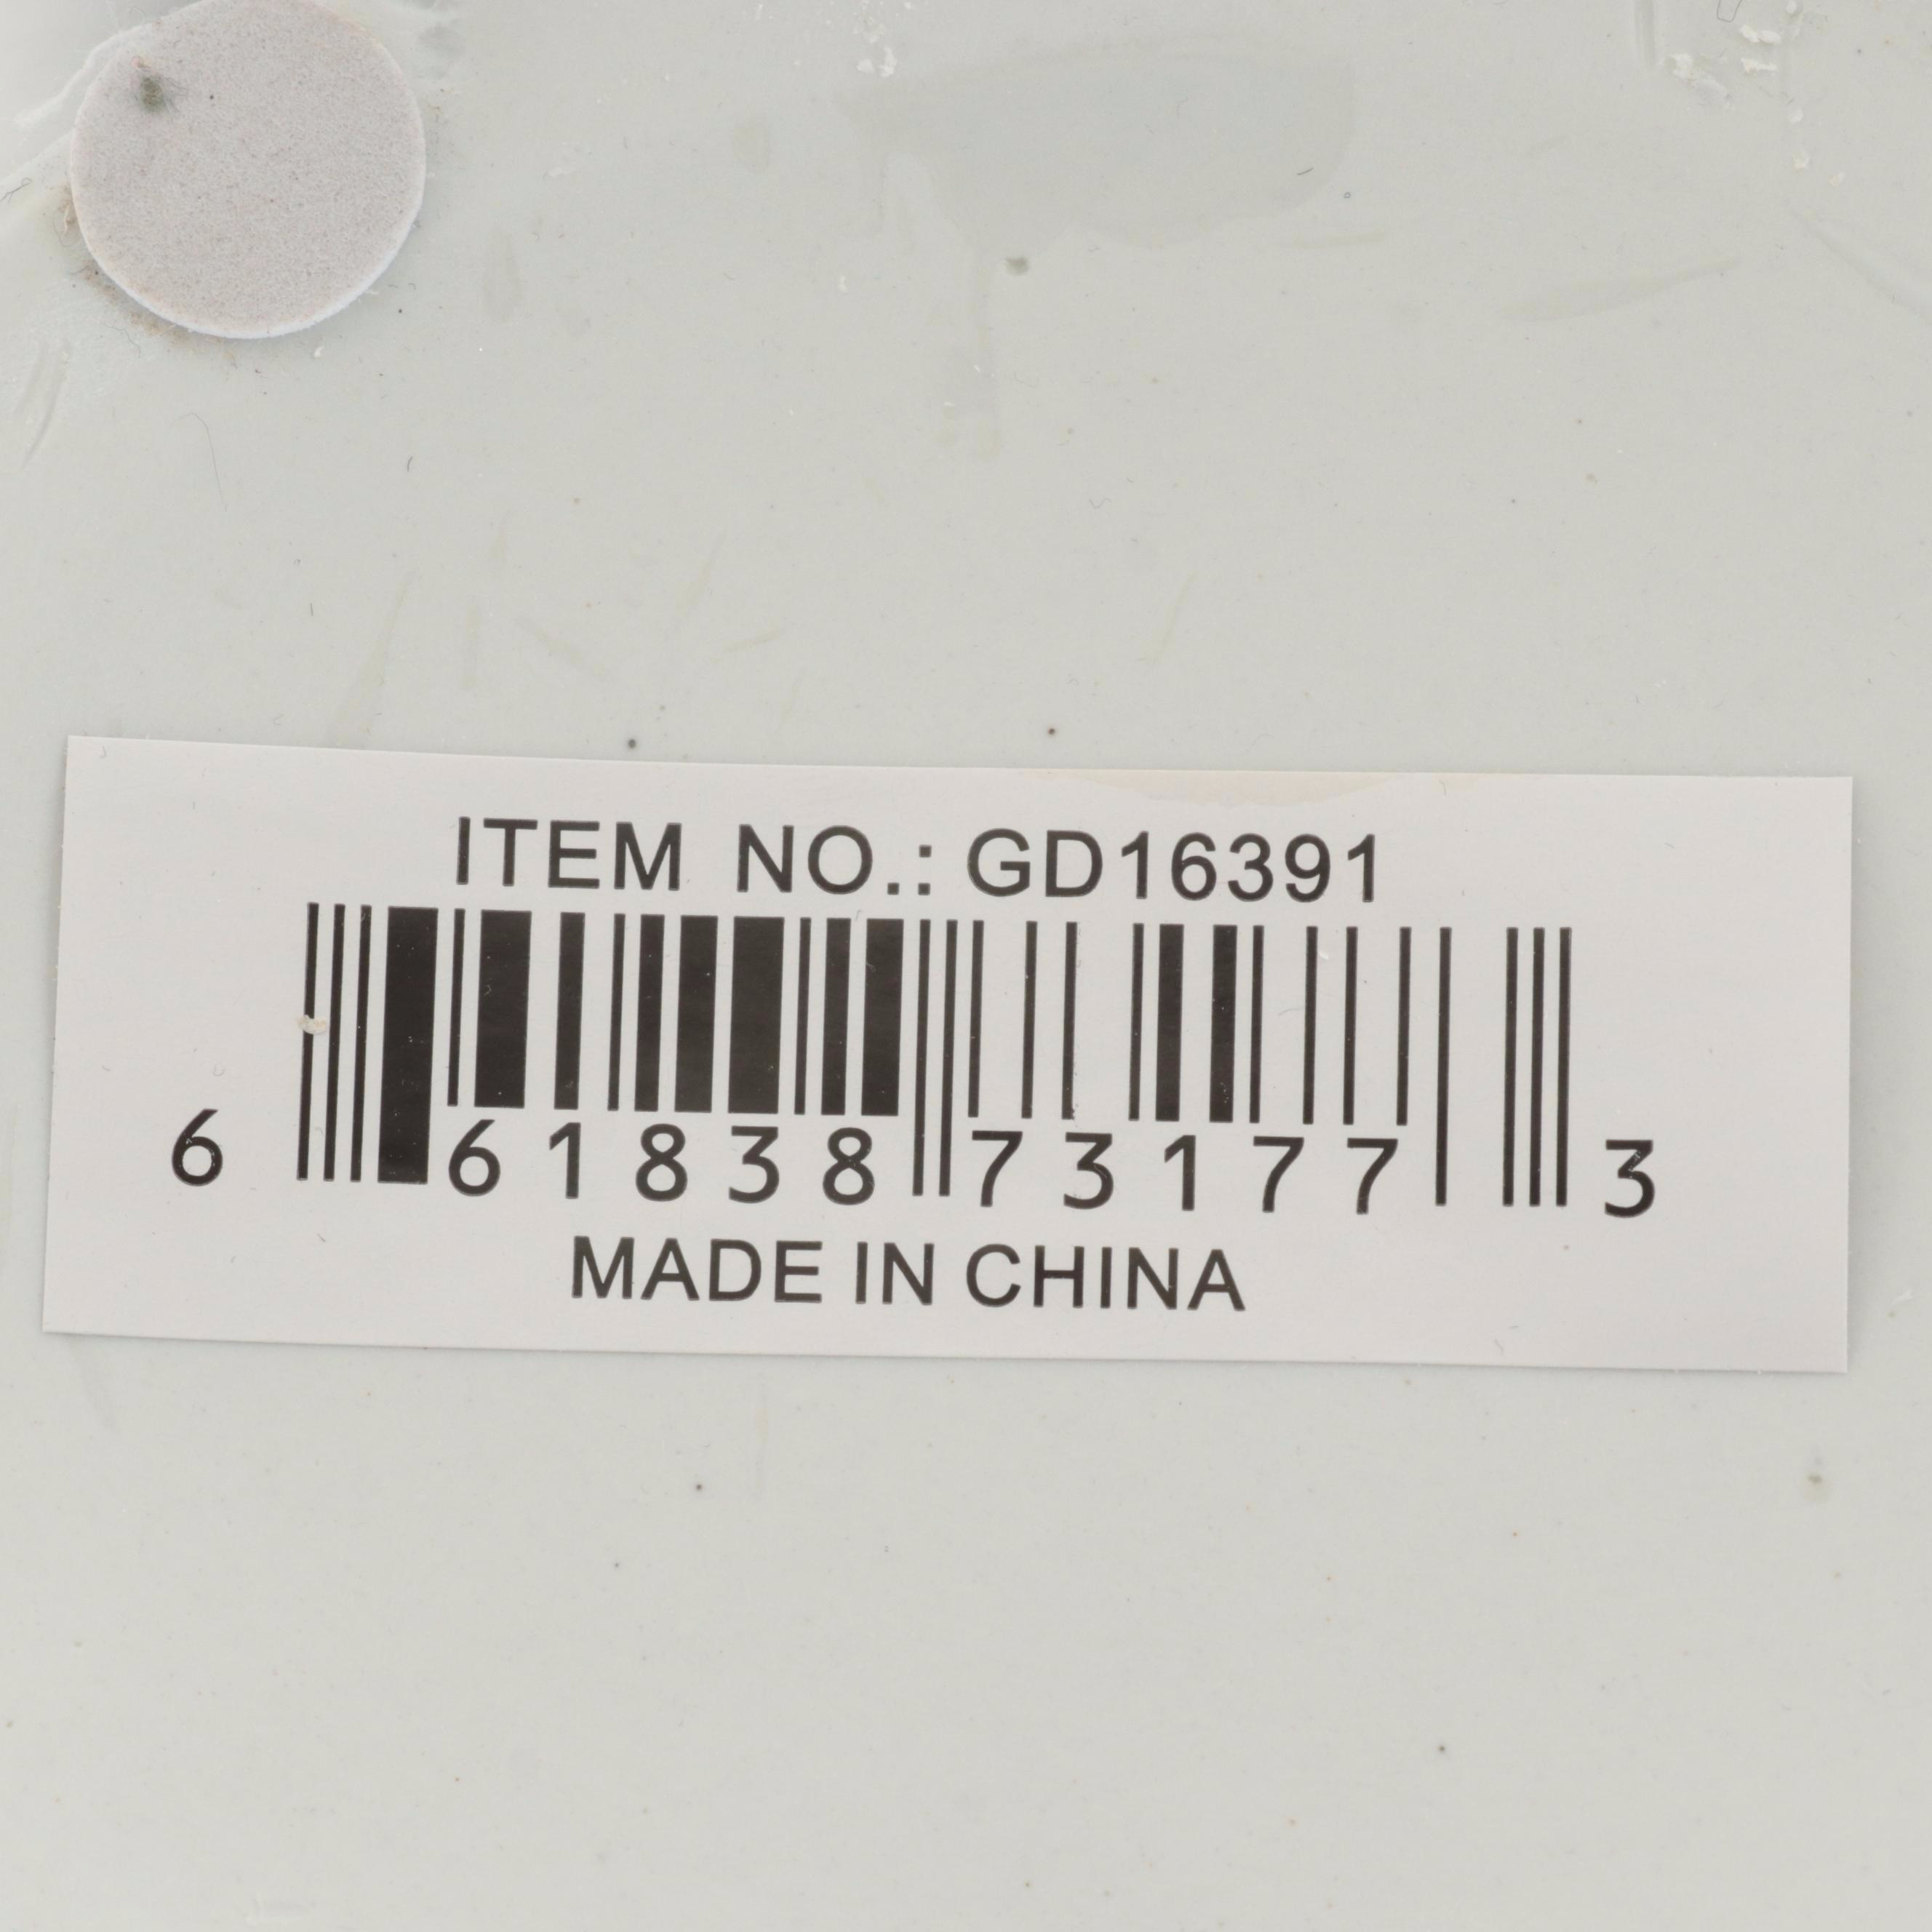 ITEM NO.: GD16391
6 61838 73177 3
MADE IN CHINA